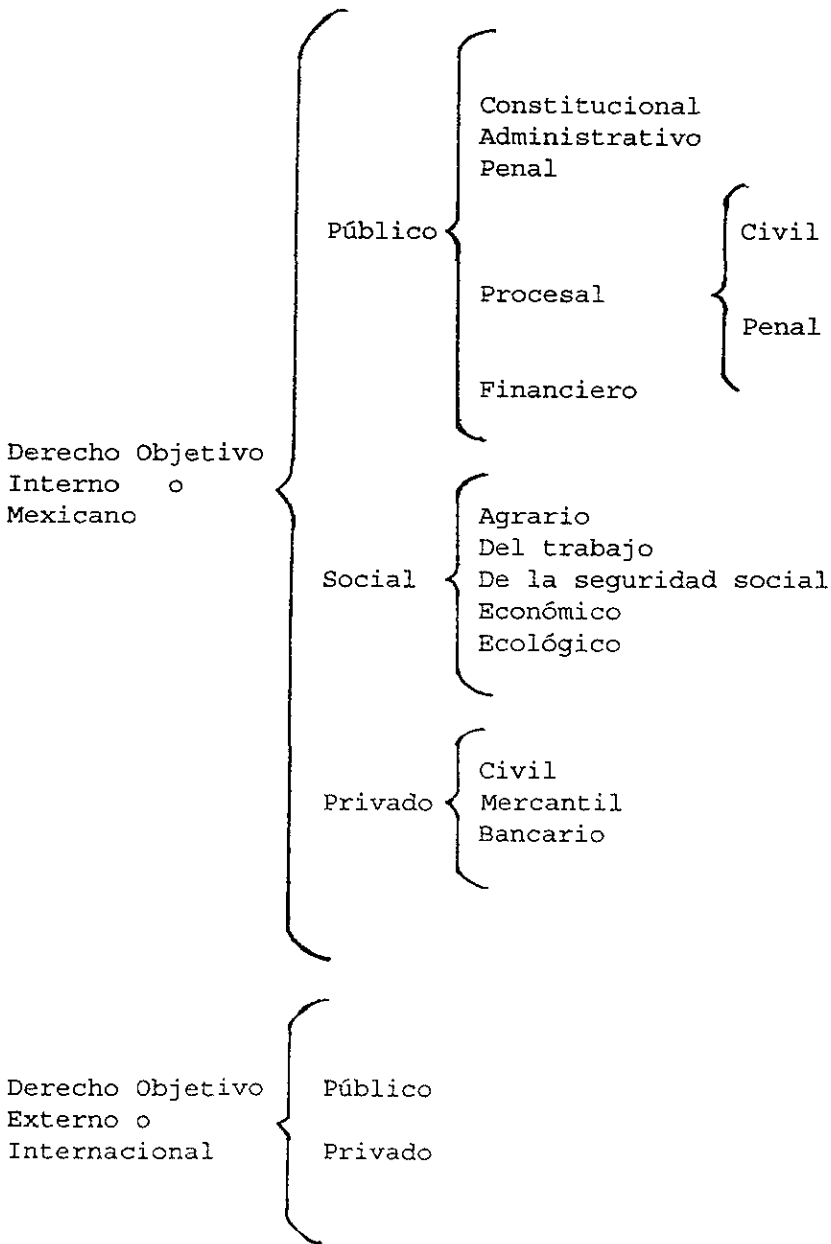 Derecho Objetivo
Interno o
Mexicano
Público
Constitucional
Administrativo
Penal
Procesal
Civil
Penal
Financiero
Social
Agrario
Del trabajo
De la seguridad social
Económico
Ecológico
Privado
Civil
Mercantil
Bancario
Derecho Objetivo
Externo o
Internacional
Público
Privado